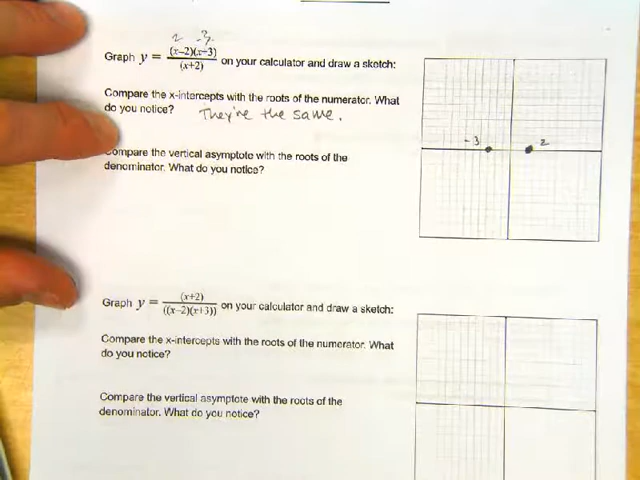 2 -3
Graph y = (x-2)(x+3)/(x+2) on your calculator and draw a sketch:
Compare the x-intercepts with the roots of the numerator. What
do you notice? They're the same.
-3 2
Compare the vertical asymptote with the roots of the
denominator. What do you notice?
Graph y = (x+2)/((x-2)(x+3)) on your calculator and draw a sketch:
Compare the x-intercepts with the roots of the numerator. What
do you notice?
Compare the vertical asymptote with the roots of the
denominator. What do you notice?